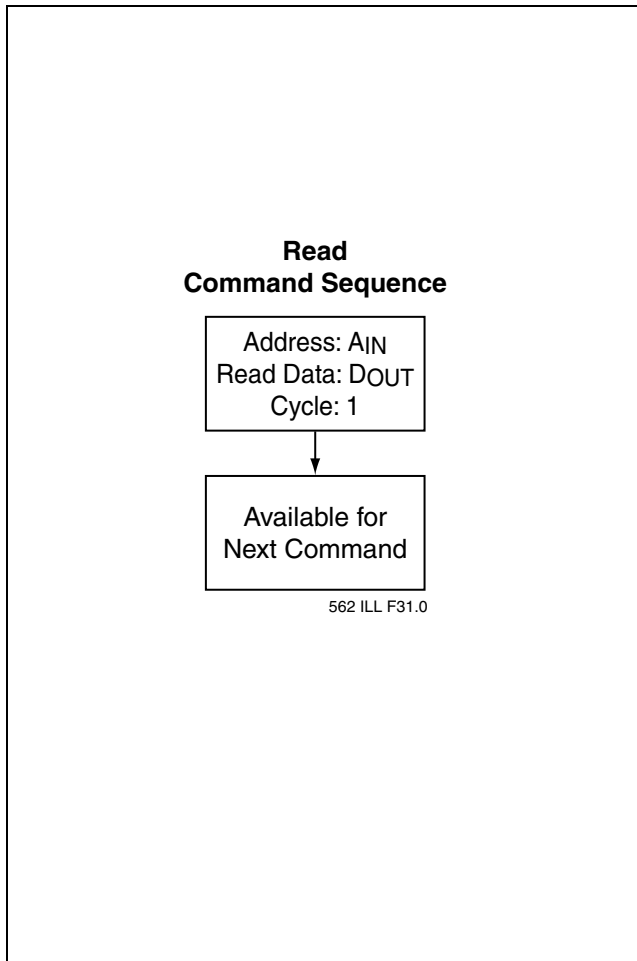 Read
Command Sequence
Address: AIN
Read Data: DOUT
Cycle: 1
Available for
Next Command
562 ILL F31.0